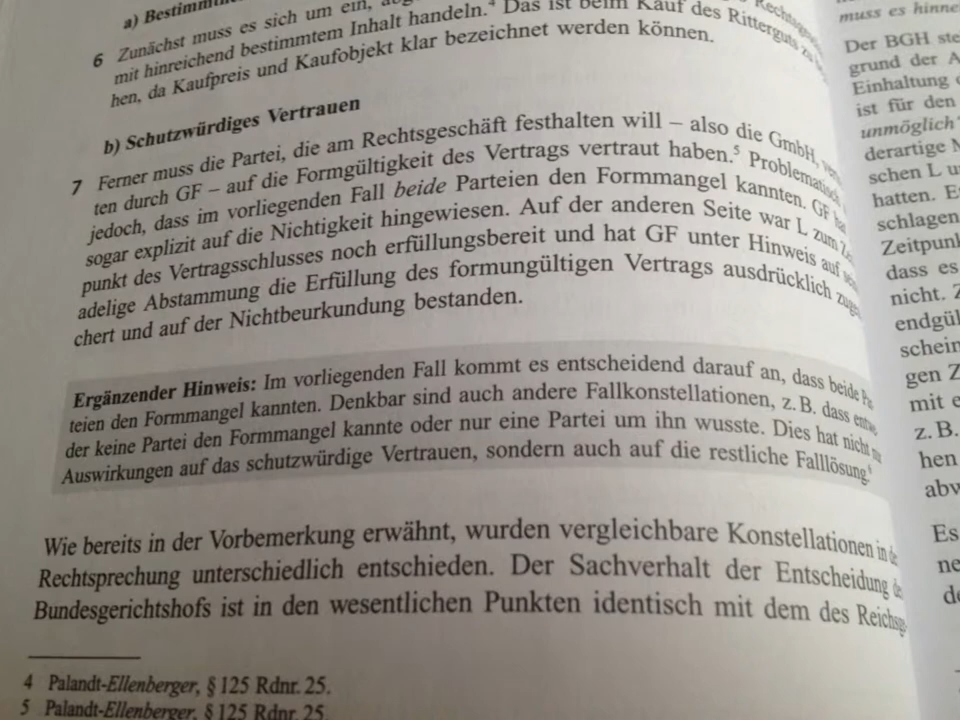 a)
6 Zunächst muss es sich um ein,
mit hinreichend bestimmtem Inhalt handeln.⁴ Das ist beim Kauf des Ritterguts
hen, da Kaufpreis und Kaufobjekt klar bezeichnet werden können.
b) Schutzwürdiges Vertrauen
7 Ferner muss die Partei, die am Rechtsgeschäft festhalten will – also die GmbH,
ten durch GF – auf die Formgültigkeit des Vertrags vertraut haben.⁵ Problematisch
jedoch, dass im vorliegenden Fall beide Parteien den Formmangel kannten. GF
sogar explizit auf die Nichtigkeit hingewiesen. Auf der anderen Seite war L zum
punkt des Vertragsschlusses noch erfüllungsbereit und hat GF unter Hinweis auf
adelige Abstammung die Erfüllung des formungültigen Vertrags ausdrücklich
chert und auf der Nichtbeurkundung bestanden.
Ergänzender Hinweis: Im vorliegenden Fall kommt es entscheidend darauf an, dass beide
teien den Formmangel kannten. Denkbar sind auch andere Fallkonstellationen, z. B. dass
der keine Partei den Formmangel kannte oder nur eine Partei um ihn wusste. Dies hat nicht
Auswirkungen auf das schutzwürdige Vertrauen, sondern auch auf die restliche Falllösung.
Wie bereits in der Vorbemerkung erwähnt, wurden vergleichbare Konstellationen in
Rechtsprechung unterschiedlich entschieden. Der Sachverhalt der Entscheidung
Bundesgerichtshofs ist in den wesentlichen Punkten identisch mit dem des
4 Palandt-Ellenberger, § 125 Rdnr. 25.
5 Palandt-Ellenberger, § 125 Rdnr. 25.
muss es
Der BGH
grund der
Einhaltung
ist für den
unmöglich
derartige
schen L
hatten.
schlagen
Zeitpunk
dass es
nicht.
endgül
schein
gen
mit
z. B.
hen
abw
Es
ne